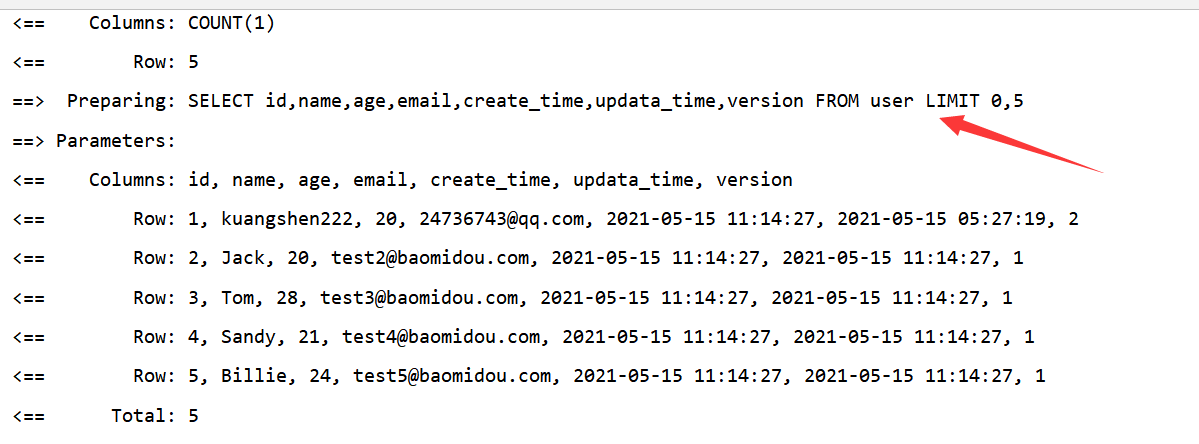 <==    Columns: COUNT(1)
<==        Row: 5
==>  Preparing: SELECT id,name,age,email,create_time,updata_time,version FROM user LIMIT 0,5
==> Parameters:
<==    Columns: id, name, age, email, create_time, updata_time, version
<==        Row: 1, kuangshen222, 20, 24736743@qq.com, 2021-05-15 11:14:27, 2021-05-15 05:27:19, 2
<==        Row: 2, Jack, 20, test2@baomidou.com, 2021-05-15 11:14:27, 2021-05-15 11:14:27, 1
<==        Row: 3, Tom, 28, test3@baomidou.com, 2021-05-15 11:14:27, 2021-05-15 11:14:27, 1
<==        Row: 4, Sandy, 21, test4@baomidou.com, 2021-05-15 11:14:27, 2021-05-15 11:14:27, 1
<==        Row: 5, Billie, 24, test5@baomidou.com, 2021-05-15 11:14:27, 2021-05-15 11:14:27, 1
<==      Total: 5